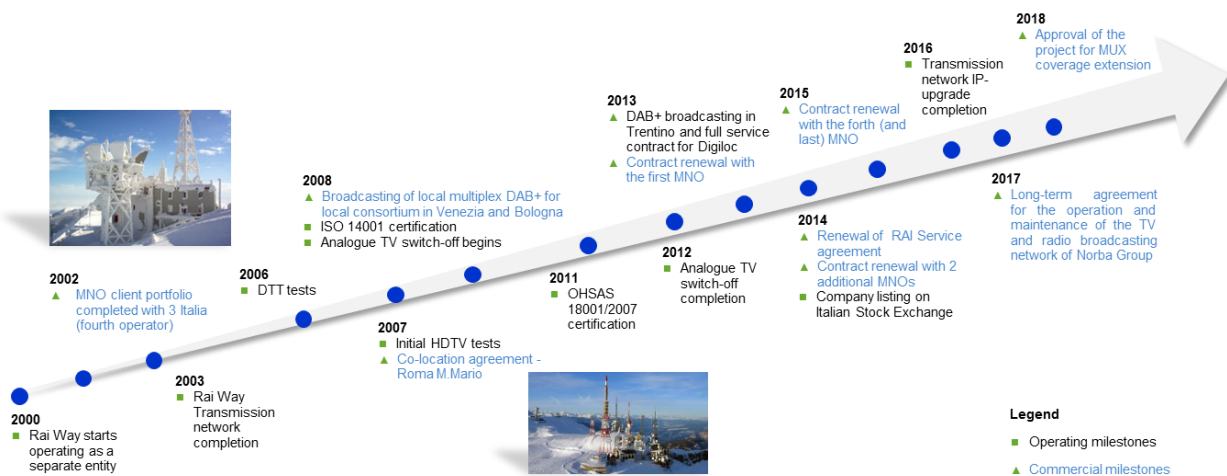 2000
Rai Way starts
operating as a
separate entity
2002
MNO client portfolio
completed with 3 Italia
(fourth operator)
2003
Rai Way
Transmission
network
completion
2006
DTT tests
2007
Initial HDTV tests
Co-location agreement -
Roma M.Mario
2008
Broadcasting of local multiplex DAB+ for
local consortium in Venezia and Bologna
ISO 14001 certification
Analogue TV switch-off begins
2011
OHSAS
18001/2007
certification
2012
Analogue TV
switch-off
completion
2013
DAB+ broadcasting in
Trentino and full service
contract for Digiloc
Contract renewal with
the first MNO
2014
Renewal of RAI Service
agreement
Contract renewal with 2
additional MNOs
Company listing on
Italian Stock Exchange
2015
Contract renewal
with the forth (and
last) MNO
2016
Transmission
network IP-
upgrade
completion
2017
Long-term agreement
for the operation and
maintenance of the TV
and radio broadcasting
network of Norba Group
2018
Approval of the
project for MUX
coverage extension
Legend
Operating milestones
Commercial milestones